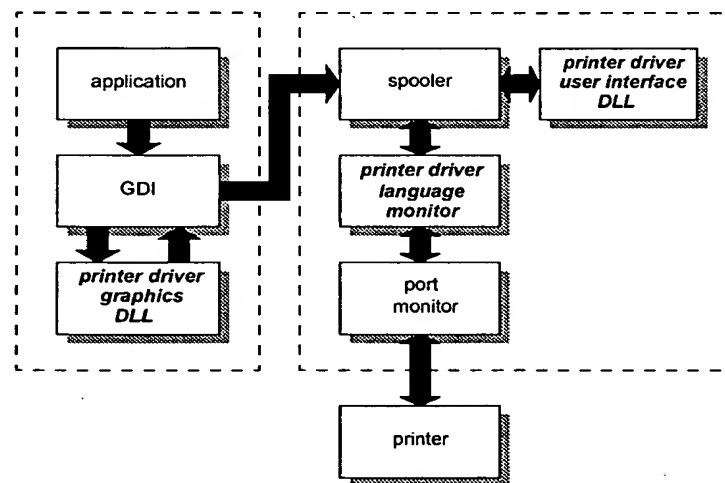 application
GDI
printer driver
graphics
DLL
spooler
printer driver
user interface
DLL
printer driver
language
monitor
port
monitor
printer